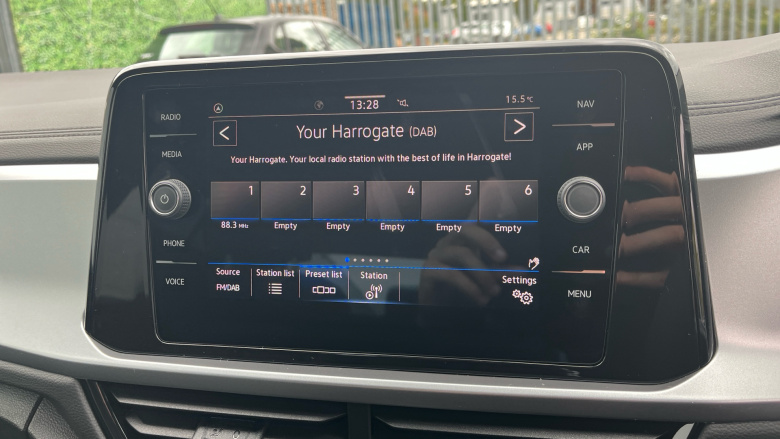 13:28
15.5°C
RADIO
NAV
Your Harrogate (DAB)
MEDIA
APP
Your Harrogate. Your local radio station with the best of life in Harrogate!
1 2 3 4 5 6
88.3 MHz Empty Empty Empty Empty Empty
PHONE
CAR
VOICE
MENU
Source Station list Preset list Station Settings
FM/DAB